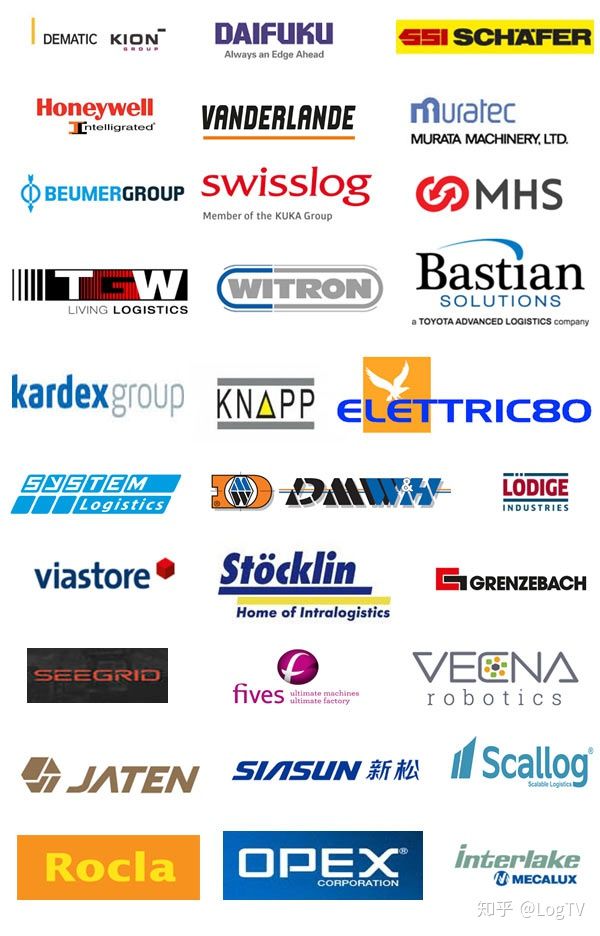 DEMATIC KION GROUP
DAIFUKU
Always an Edge Ahead
SSI SCHÄFER
Honeywell
Intelligrated®
VANDERLANDE
muratec
MURATA MACHINERY, LTD.
BEUMERGROUP
swisslog
Member of the KUKA Group
MHS
TGW
LIVING LOGISTICS
WITRON
Bastian
SOLUTIONS
a TOYOTA ADVANCED LOGISTICS company
kardexgroup
KNAPP
ELETTRIC80
SYSTEM
Logistics
DMW&H
LÖDIGE
INDUSTRIES
viastore
Stöcklin
Home of Intralogistics
GRENZEBACH
SEEGRID
f
fives ultimate machines
ultimate factory
VECNA
robotics
JATEN
SIASUN 新松
Scallog®
Scalable Logistics
Rocla
OPEX®
CORPORATION
interlake
MECALUX
知乎 @LogTV